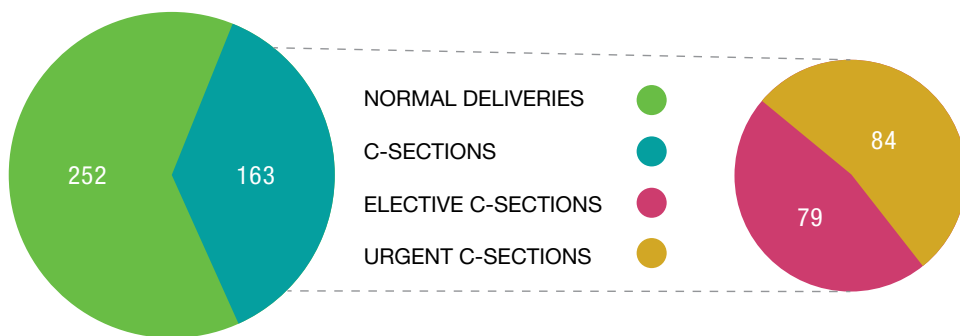 252
163
NORMAL DELIVERIES
C-SECTIONS
ELECTIVE C-SECTIONS
URGENT C-SECTIONS
84
79